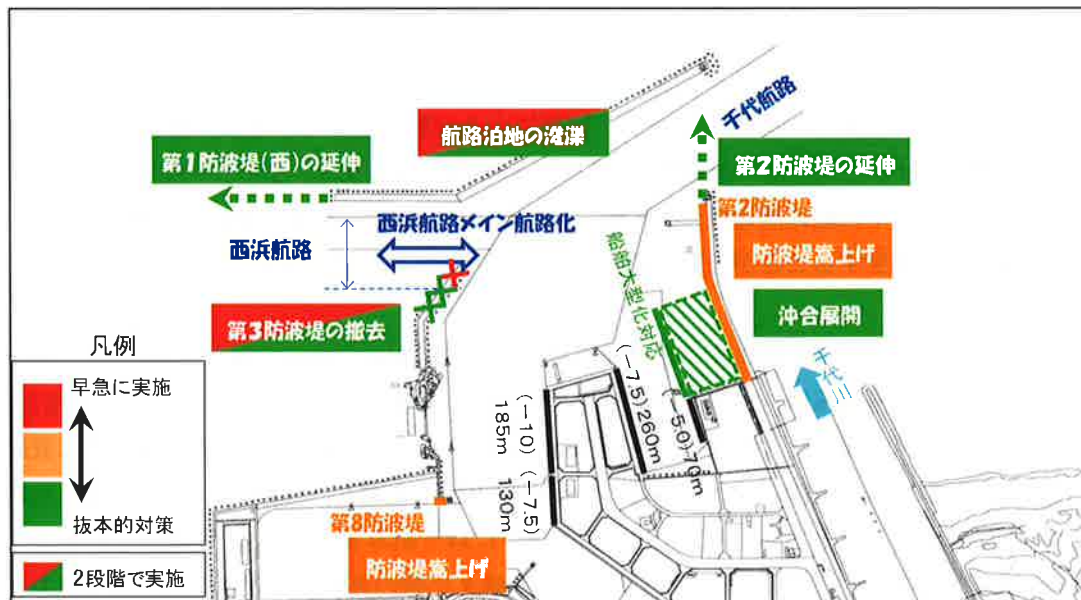 千代航路
航路泊地の浚渫
第1防波堤(西)の延伸
第2防波堤の延伸
第2防波堤
西浜航路メイン航路化
西浜航路
防波堤嵩上げ
船舶大型化対応
沖合展開
第3防波堤の撤去
千代川
凡例
早急に実施
抜本的対策
2段階で実施
(－7.5)260m
(－5.0)70m
(－10) (－7.5)
185m 130m
第8防波堤
防波堤嵩上げ